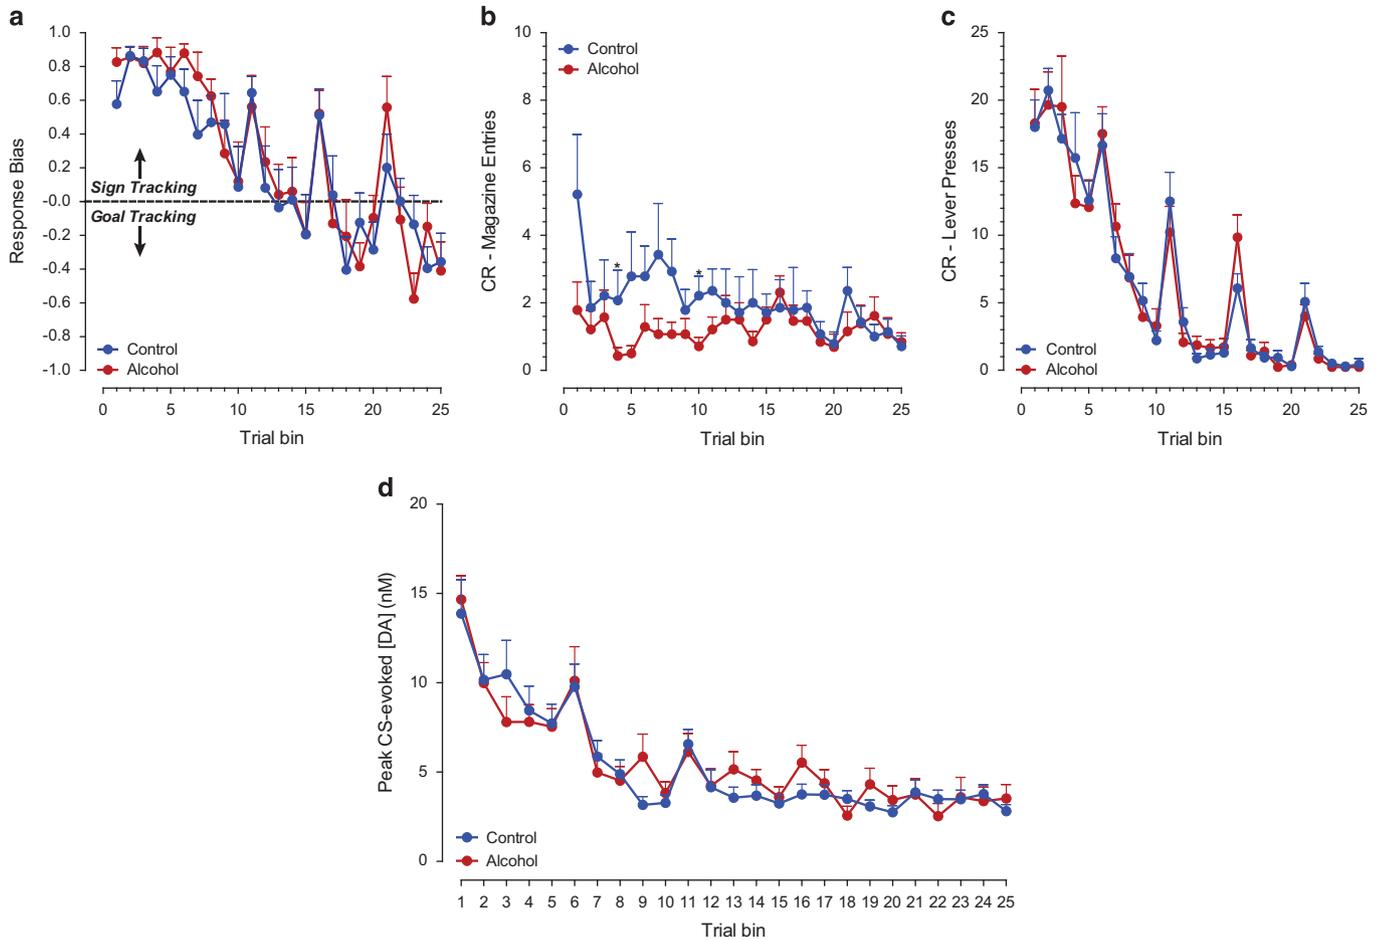 a
Response Bias
1.0
0.8
0.6
0.4
0.2
-0.0
-0.2
-0.4
-0.6
-0.8
-1.0
Sign Tracking
Goal Tracking
Control
Alcohol
0 5 10 15 20 25
Trial bin
b
CR - Magazine Entries
10
8
6
4
2
0
Control
Alcohol
* *
0 5 10 15 20 25
Trial bin
c
CR - Lever Presses
25
20
15
10
5
0
Control
Alcohol
0 5 10 15 20 25
Trial bin
d
Peak CS-evoked [DA] (nM)
20
15
10
5
0
Control
Alcohol
1 2 3 4 5 6 7 8 9 10 11 12 13 14 15 16 17 18 19 20 21 22 23 24 25
Trial bin